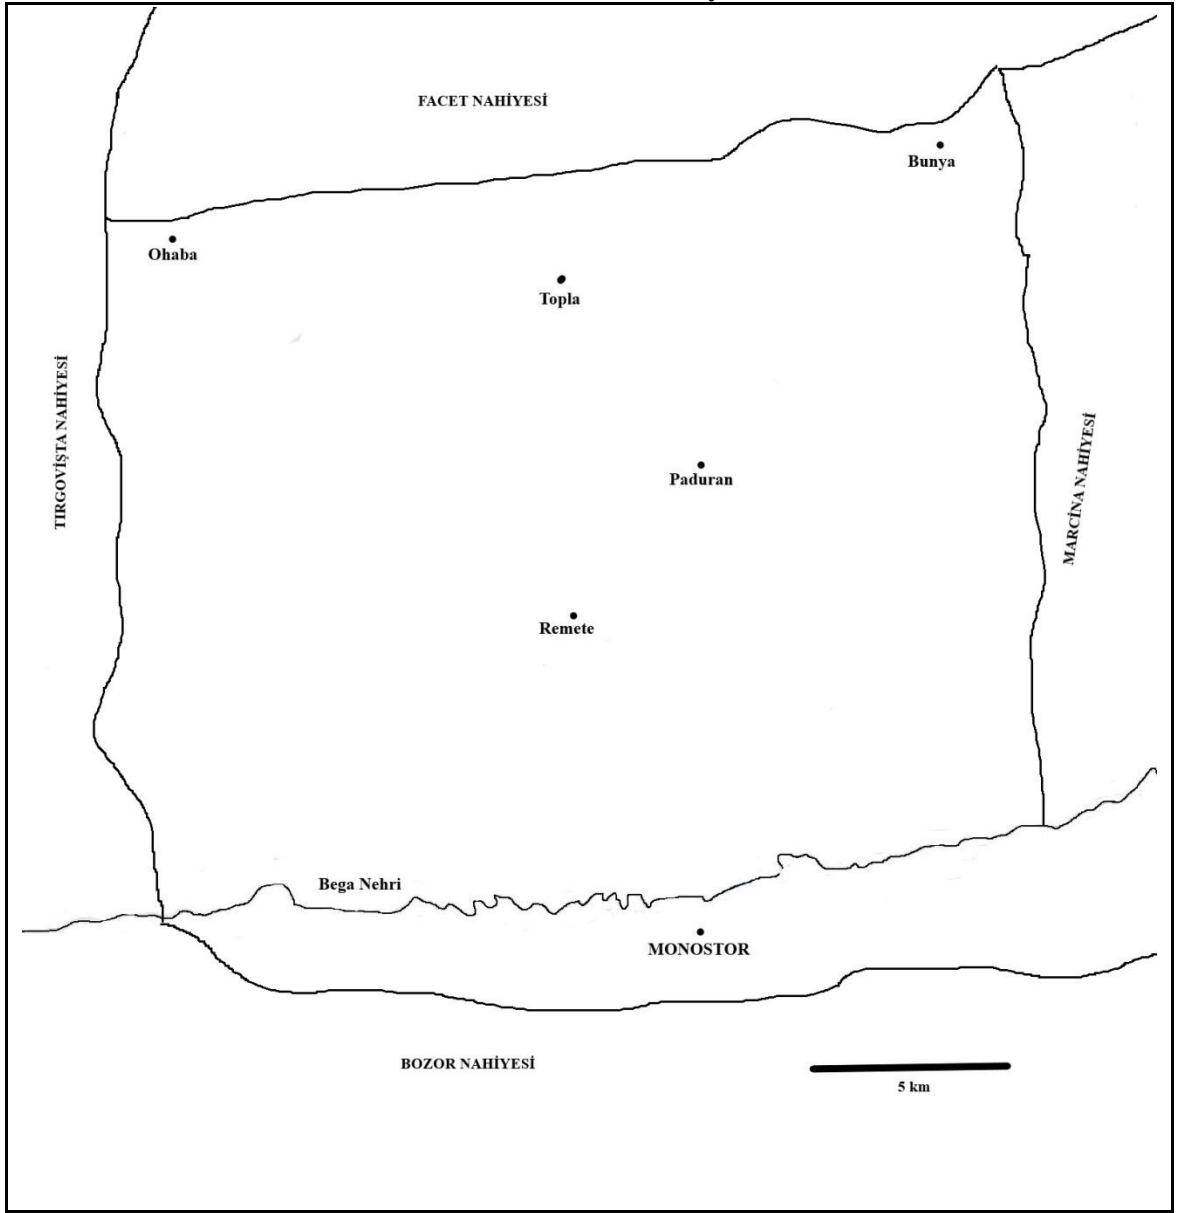 FACET NAHİYESİ
Bunya
Ohaba
Topla
TIRGOVİŞTA NAHİYESİ
MARCİNA NAHİYESİ
Paduran
Remete
Bega Nehri
MONOSTOR
BOZOR NAHİYESİ
5 km